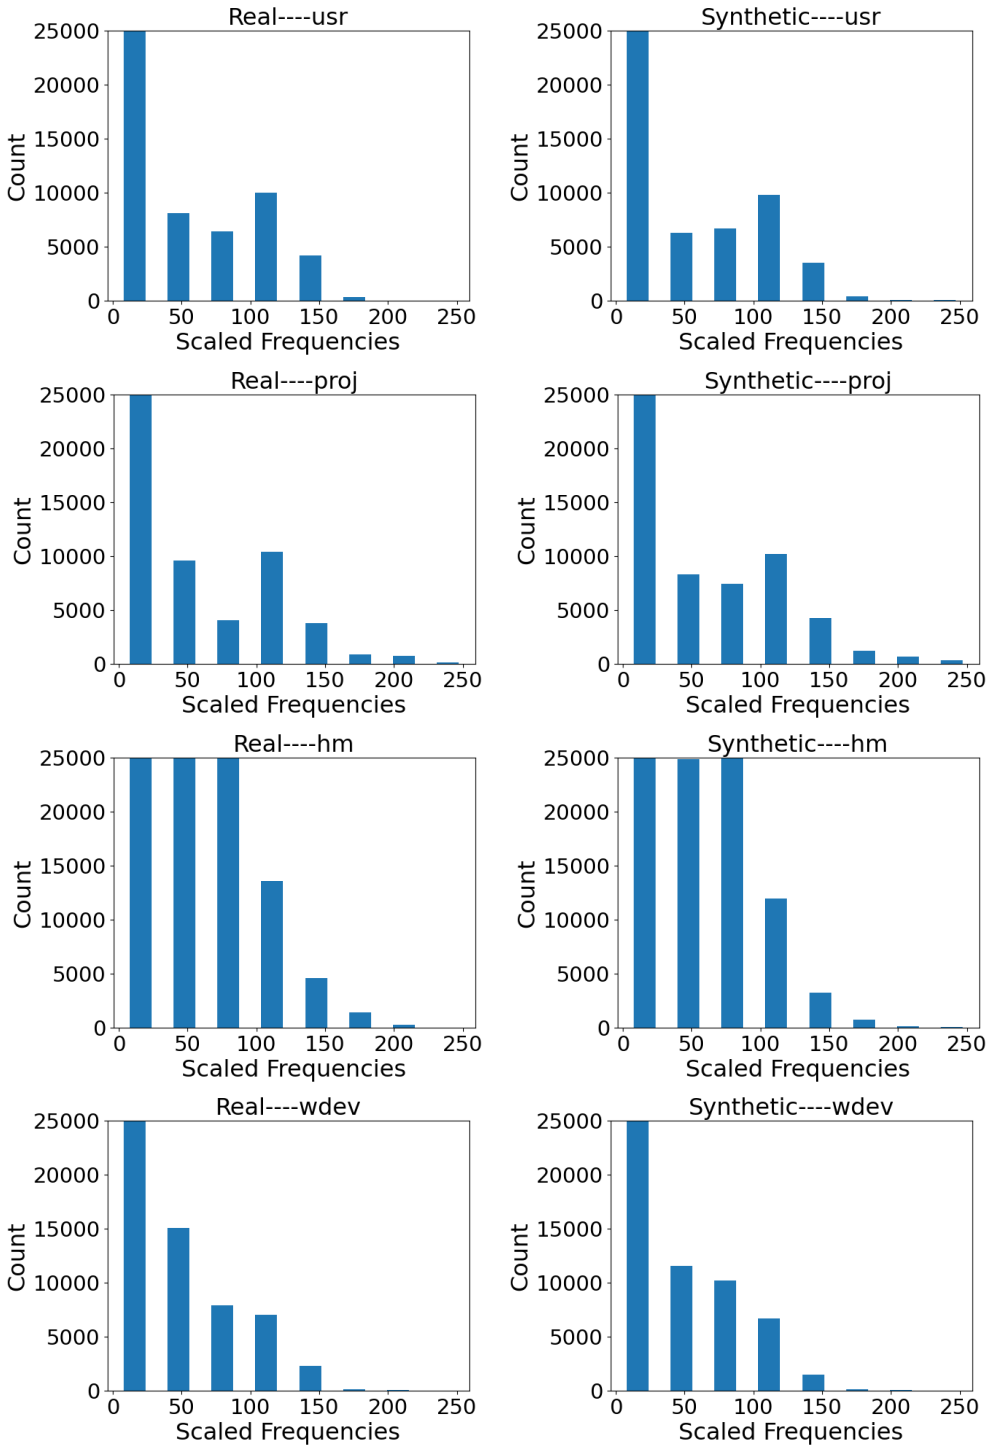 Real----usr
25000
20000
15000
10000
5000
0
Count
0 50 100 150 200 250
Scaled Frequencies
Synthetic----usr
25000
20000
15000
10000
5000
0
Count
0 50 100 150 200 250
Scaled Frequencies
Real----proj
25000
20000
15000
10000
5000
0
Count
0 50 100 150 200 250
Scaled Frequencies
Synthetic----proj
25000
20000
15000
10000
5000
0
Count
0 50 100 150 200 250
Scaled Frequencies
Real----hm
25000
20000
15000
10000
5000
0
Count
0 50 100 150 200 250
Scaled Frequencies
Synthetic----hm
25000
20000
15000
10000
5000
0
Count
0 50 100 150 200 250
Scaled Frequencies
Real----wdev
25000
20000
15000
10000
5000
0
Count
0 50 100 150 200 250
Scaled Frequencies
Synthetic----wdev
25000
20000
15000
10000
5000
0
Count
0 50 100 150 200 250
Scaled Frequencies